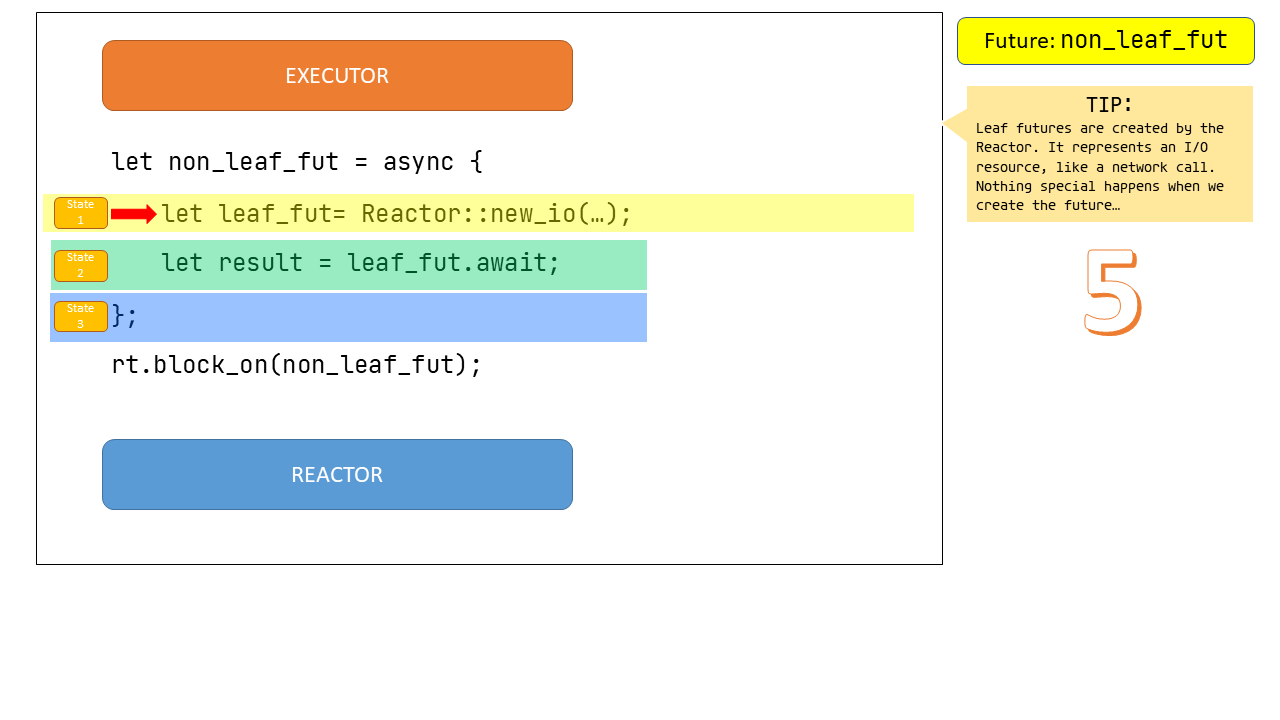 EXECUTOR
let non_leaf_fut = async {
State 1
let leaf_fut= Reactor::new_io(…);
State 2
let result = leaf_fut.await;
State 3
};
rt.block_on(non_leaf_fut);
REACTOR
Future: non_leaf_fut
TIP:
Leaf futures are created by the
Reactor. It represents an I/O
resource, like a network call.
Nothing special happens when we
create the future…
5